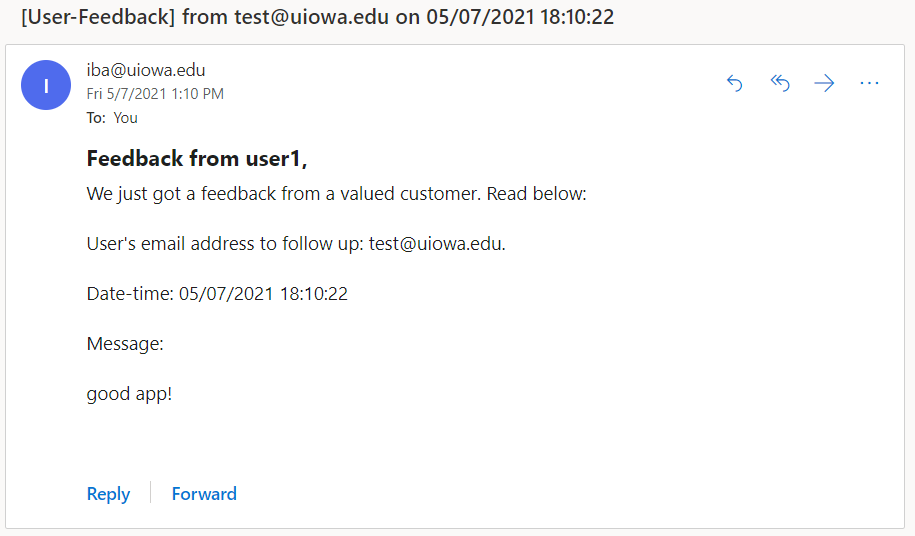 [User-Feedback] from test@uiowa.edu on 05/07/2021 18:10:22
I
iba@uiowa.edu
Fri 5/7/2021 1:10 PM
To: You
Feedback from user1,
We just got a feedback from a valued customer. Read below:
User's email address to follow up: test@uiowa.edu.
Date-time: 05/07/2021 18:10:22
Message:
good app!
Reply
Forward